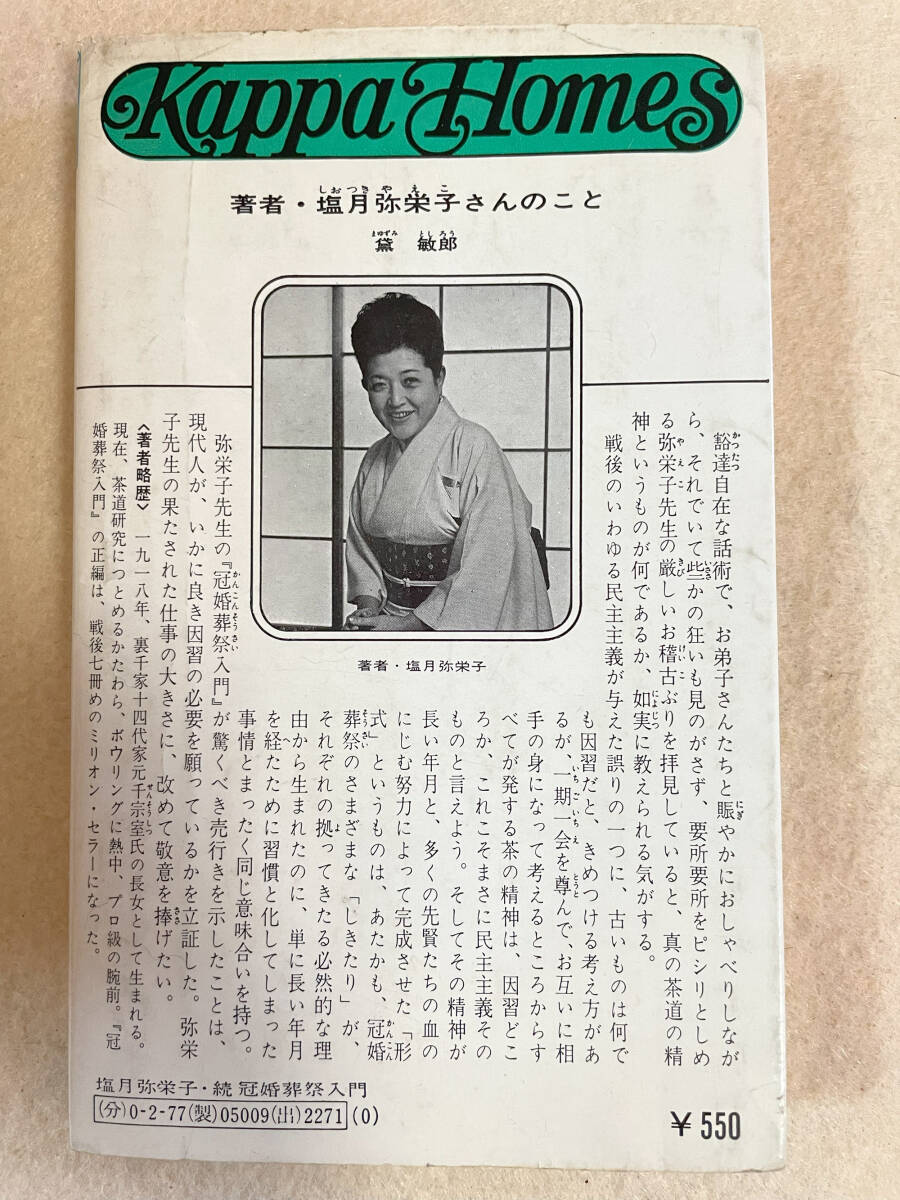 Kappa Homes
著者・塩月弥栄子さんのこと
しおつき や え こ
黛 敏郎
まゆずみ としろう
豁達自在な話術で、お弟子さんたちと賑やかにおしゃべりしなが
ら、それでいて些かの狂いも見のがさず、要所要所をピシリとしめ
る弥栄子先生の厳しいお稽古ぶりを拝見していると、真の茶道の精
神というものが何であるか、如実に教えられる気がする。
戦後のいわゆる民主主義が与えた誤りの一つに、古いものは何で
も因習だと、きめつける考え方があ
るが、一期一会を尊んで、お互いに相
手の身になって考えるところからす
べてが発する茶の精神は、因習どこ
ろか、これこそまさに民主主義その
ものと言えよう。そしてその精神が
長い年月と、多くの先賢たちの血の
にじむ努力によって完成させた「形
式」というものは、あたかも、冠婚
葬祭のさまざまな「しきたり」が、
それぞれの拠ってきたる必然的な理
由から生まれたのに、単に長い年月
を経たために習慣と化してしまった
事情とまったく同じ意味合いを持つ。
弥栄子先生の『冠婚葬祭入門』が驚くべき売行きを示したことは、
現代人が、いかに良き因習の必要を願っているかを立証した。弥栄
子先生の果たされた仕事の大きさに、改めて敬意を捧げたい。
〈著者略歴〉 一九一八年、裏千家十四代家元千宗室氏の長女として生まれる。
現在、茶道研究につとめるかたわら、ボウリングに熱中、プロ級の腕前。『冠
婚葬祭入門』の正編は、戦後七冊めのミリオン・セラーになった。
著者・塩月弥栄子
塩月弥栄子・続 冠婚葬祭入門
(分)0-2-77(製)05009(出)2271(0)
¥550